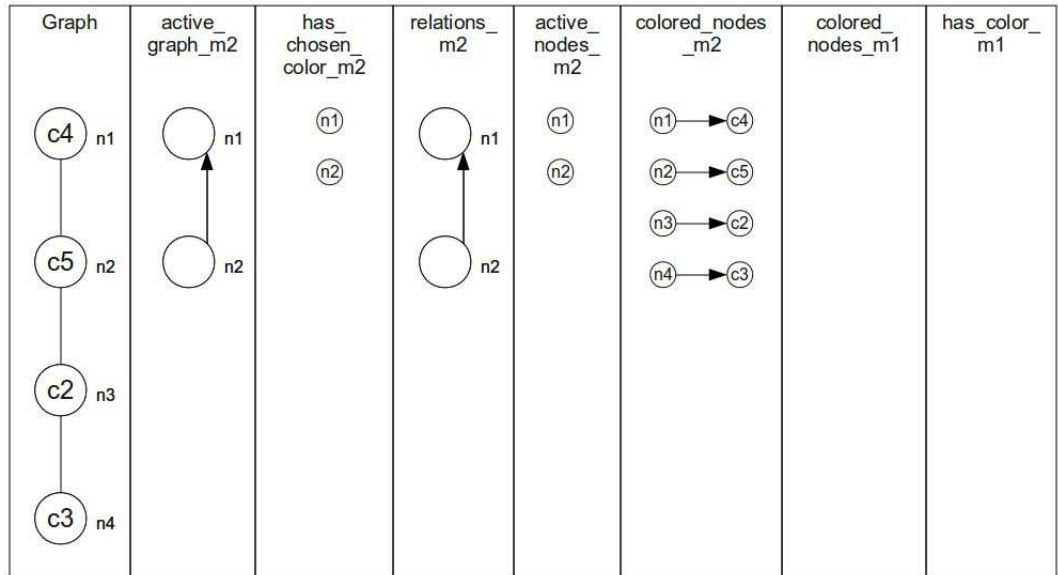 Graph
active_
graph_m2
has_
chosen_
color_m2
relations_
m2
active_
nodes_
m2
colored_nodes
_m2
colored_
nodes_m1
has_color_
m1
c4 n1
n1
n1
n1
n1
n1 c4
n2
n2
n2 c5
c5 n2
n2
n2
n3 c2
n4 c3
c2 n3
c3 n4